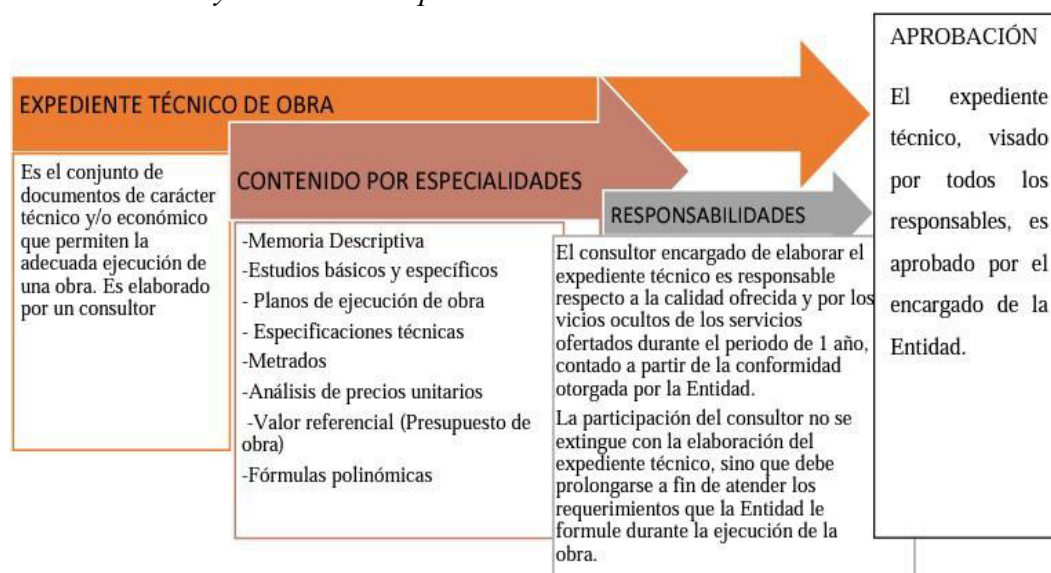 EXPEDIENTE TÉCNICO DE OBRA
Es el conjunto de
documentos de carácter
técnico y/o económico
que permiten la
adecuada ejecución de
una obra. Es elaborado
por un consultor
CONTENIDO POR ESPECIALIDADES
-Memoria Descriptiva
-Estudios básicos y específicos
- Planos de ejecución de obra
- Especificaciones técnicas
-Metrados
-Análisis de precios unitarios
-Valor referencial (Presupuesto de
obra)
-Fórmulas polinómicas
RESPONSABILIDADES
El consultor encargado de elaborar el
expediente técnico es responsable
respecto a la calidad ofrecida y por los
vicios ocultos de los servicios
ofertados durante el periodo de 1 año,
contado a partir de la conformidad
otorgada por la Entidad.
La participación del consultor no se
extingue con la elaboración del
expediente técnico, sino que debe
prolongarse a fin de atender los
requerimientos que la Entidad le
formule durante la ejecución de la
obra.
APROBACIÓN
El expediente
técnico, visado
por todos los
responsables, es
aprobado por el
encargado de la
Entidad.